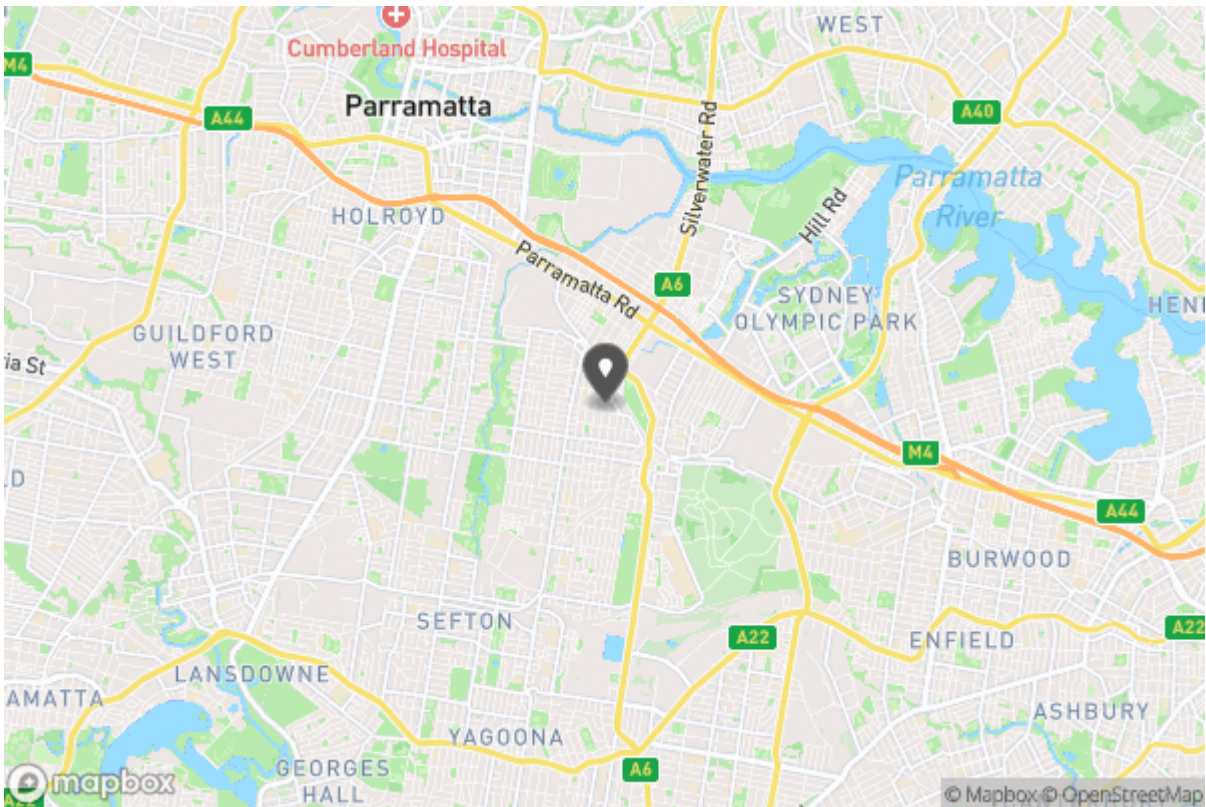 WEST
Cumberland Hospital
M4
Parramatta
A44
A40
Silverwater Rd
Parramatta
River
Hill Rd
HOLROYD
Parramatta Rd
A6
SYDNEY
OLYMPIC PARK
HEN
GUILDFORD
WEST
ria St
M4
D
A44
BURWOOD
SEFTON
A22
A22
ENFIELD
LANSDOWNE
AMATTA
ASHBURY
YAGOONA
GEORGES
HALL
A6
A22
mapbox
© Mapbox © OpenStreetMap